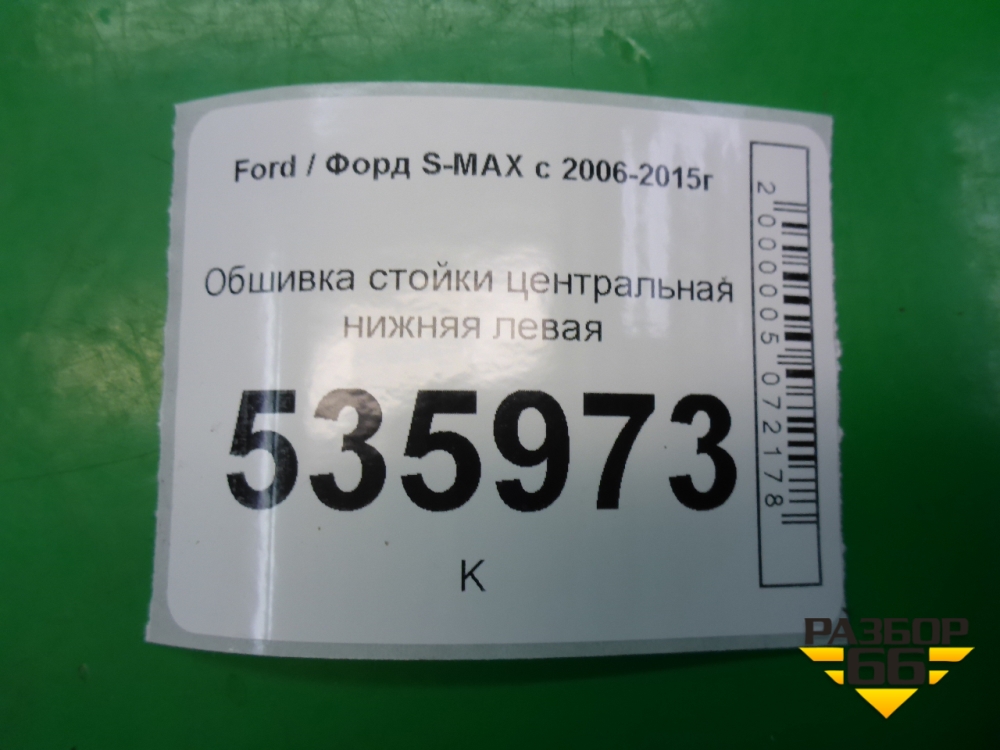 Ford / Форд S-MAX с 2006-2015г
Обшивка стойки центральная
нижняя левая
535973
К
2000005072178
РАЗБОР
66